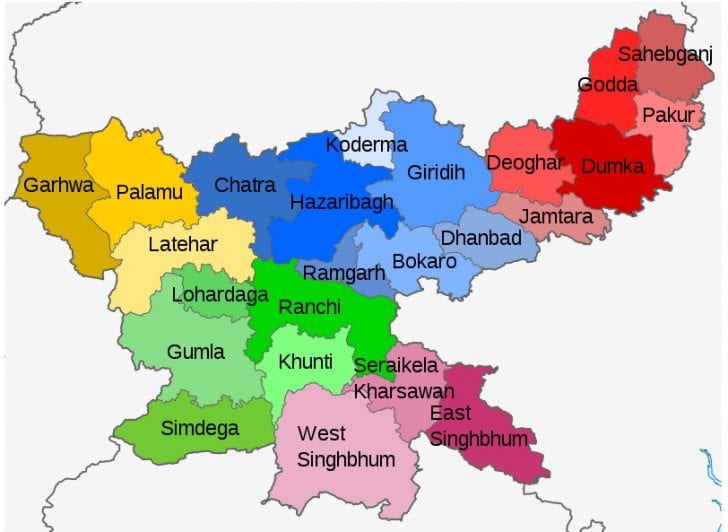 Sahebganj
Godda
Pakur
Koderma
Deoghar
Dumka
Giridih
Garhwa
Palamu
Chatra
Hazaribagh
Jamtara
Latehar
Dhanbad
Ramgarh
Bokaro
Lohardaga
Ranchi
Gumla
Khunti
Seraikela
Kharsawan
East
Singhbhum
Simdega
West
Singhbhum